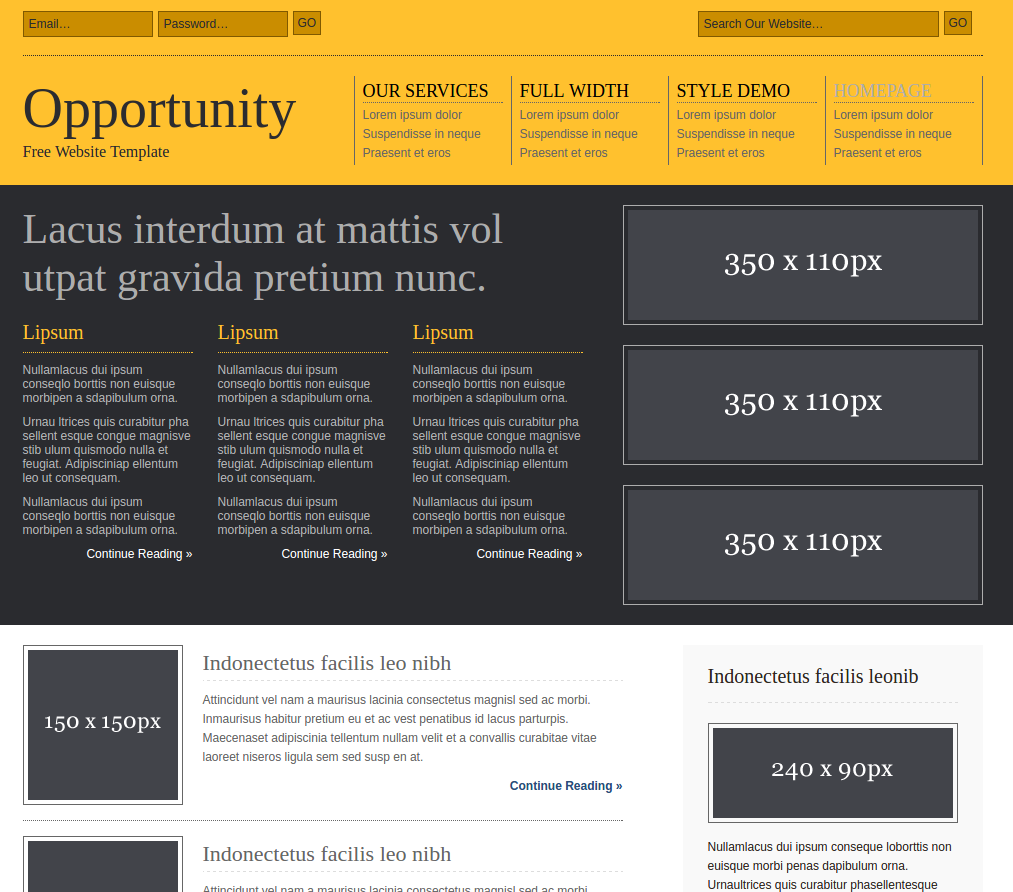 Email…
Password…
GO
Search Our Website…
GO
Opportunity
Free Website Template
OUR SERVICES
Lorem ipsum dolor
Suspendisse in neque
Praesent et eros
FULL WIDTH
Lorem ipsum dolor
Suspendisse in neque
Praesent et eros
STYLE DEMO
Lorem ipsum dolor
Suspendisse in neque
Praesent et eros
HOMEPAGE
Lorem ipsum dolor
Suspendisse in neque
Praesent et eros
Lacus interdum at mattis vol
utpat gravida pretium nunc.
Lipsum
Nullamlacus dui ipsum
conseqlo borttis non euisque
morbipen a sdapibulum orna.
Urnau ltrices quis curabitur pha
sellent esque congue magnisve
stib ulum quismodo nulla et
feugiat. Adipisciniap ellentum
leo ut consequam.
Nullamlacus dui ipsum
conseqlo borttis non euisque
morbipen a sdapibulum orna.
Continue Reading »
Lipsum
Nullamlacus dui ipsum
conseqlo borttis non euisque
morbipen a sdapibulum orna.
Urnau ltrices quis curabitur pha
sellent esque congue magnisve
stib ulum quismodo nulla et
feugiat. Adipisciniap ellentum
leo ut consequam.
Nullamlacus dui ipsum
conseqlo borttis non euisque
morbipen a sdapibulum orna.
Continue Reading »
Lipsum
Nullamlacus dui ipsum
conseqlo borttis non euisque
morbipen a sdapibulum orna.
Urnau ltrices quis curabitur pha
sellent esque congue magnisve
stib ulum quismodo nulla et
feugiat. Adipisciniap ellentum
leo ut consequam.
Nullamlacus dui ipsum
conseqlo borttis non euisque
morbipen a sdapibulum orna.
Continue Reading »
350 x 110px
350 x 110px
350 x 110px
150 x 150px
Indonectetus facilis leo nibh
Attincidunt vel nam a maurisus lacinia consectetus magnisl sed ac morbi.
Inmaurisus habitur pretium eu et ac vest penatibus id lacus parturpis.
Maecenaset adipiscinia tellentum nullam velit et a convallis curabitae vitae
laoreet niseros ligula sem sed susp en at.
Continue Reading »
Indonectetus facilis leo nibh
Attincidunt vel nam a maurisus lacinia consectetus magnisl sed ac morbi.
Indonectetus facilis leonib
240 x 90px
Nullamlacus dui ipsum conseque loborttis non
euisque morbi penas dapibulum orna.
Urnaultrices quis curabitur phasellentesque